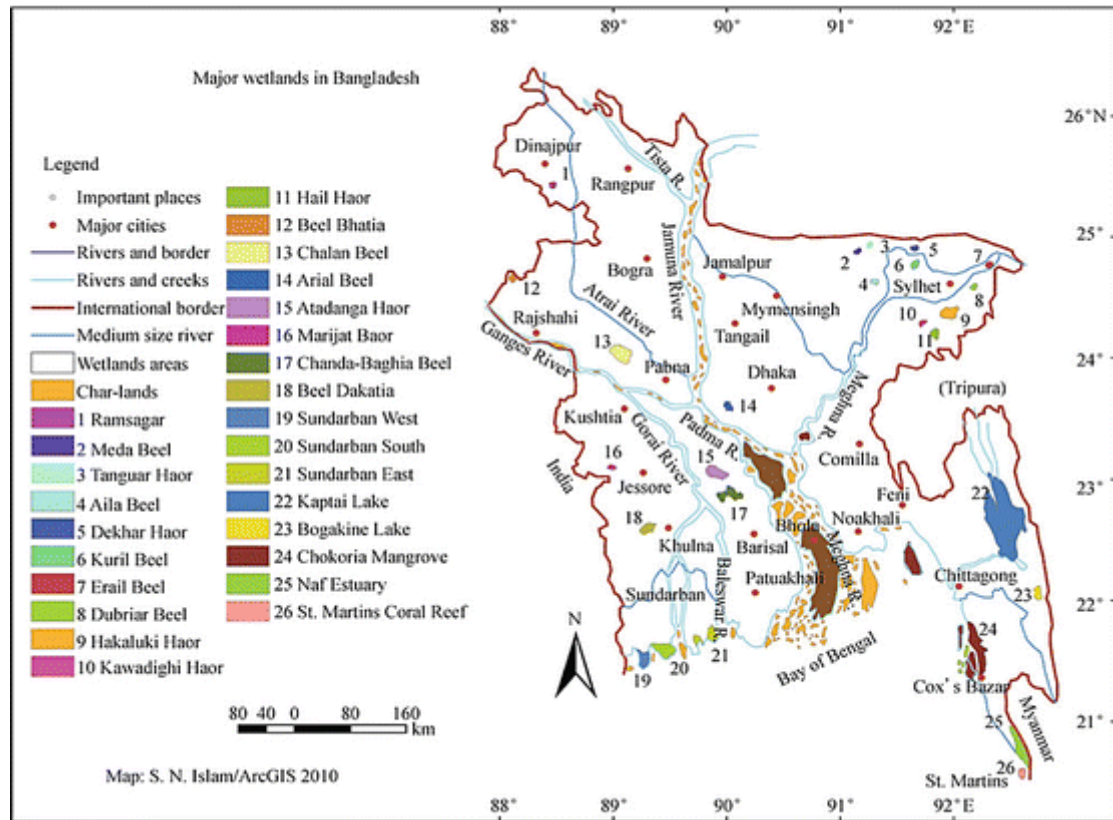 88° 89° 90° 91° 92°
Major wetlands in Bangladesh
Legend
Important places
Major cities
Rivers and border
Rivers and creeks
International border
Medium size river
Wetlands areas
Char-lands
1 Ramsagar
2 Meda Beel
3 Tanguar Haor
4 Aila Beel
5 Dekhar Haor
6 Kuril Beel
7 Erail Beel
8 Dubriar Beel
9 Hakaluki Haor
10 Kawadighi Haor
11 Hail Haor
12 Beel Bhatia
13 Chalan Beel
14 Arial Beel
15 Atadanga Haor
16 Marijat Baor
17 Chanda-Baghia Beel
18 Beel Dakatia
19 Sundarban West
20 Sundarban South
21 Sundarban East
22 Kaptai Lake
23 Bogakine Lake
24 Chokoria Mangrove
25 Naf Estuary
26 St. Martins Coral Reef
80 40 0 80 160
km
Map: S. N. Islam/ArcGIS 2010
N
26°N
25°
24°
23°
22°
21°
Dinajpur
1
Rangpur
Tista R.
Jamuna River
Bogra
Jamalpur
2
3
4
5
6
7
Sylhet
8
9
10
11
12
Rajshahi
Atrai River
Mymensingh
Tangail
13
Ganges River
Pabna
Dhaka
14
Meghna R.
(Tripura)
Kushtia
Gorai River
Padma R.
Comilla
India
16
15
Jessore
17
Feni
22
18
Khulna
Bhola
Noakhali
Barisal
Meghna R.
Patuakhali
Chittagong
Sundarban
Baleswar R.
23
19
20
21
Bay of Bengal
24
Cox's Bazar
25
Myanmar
26
St. Martins
88° 89° 90° 91° 92°